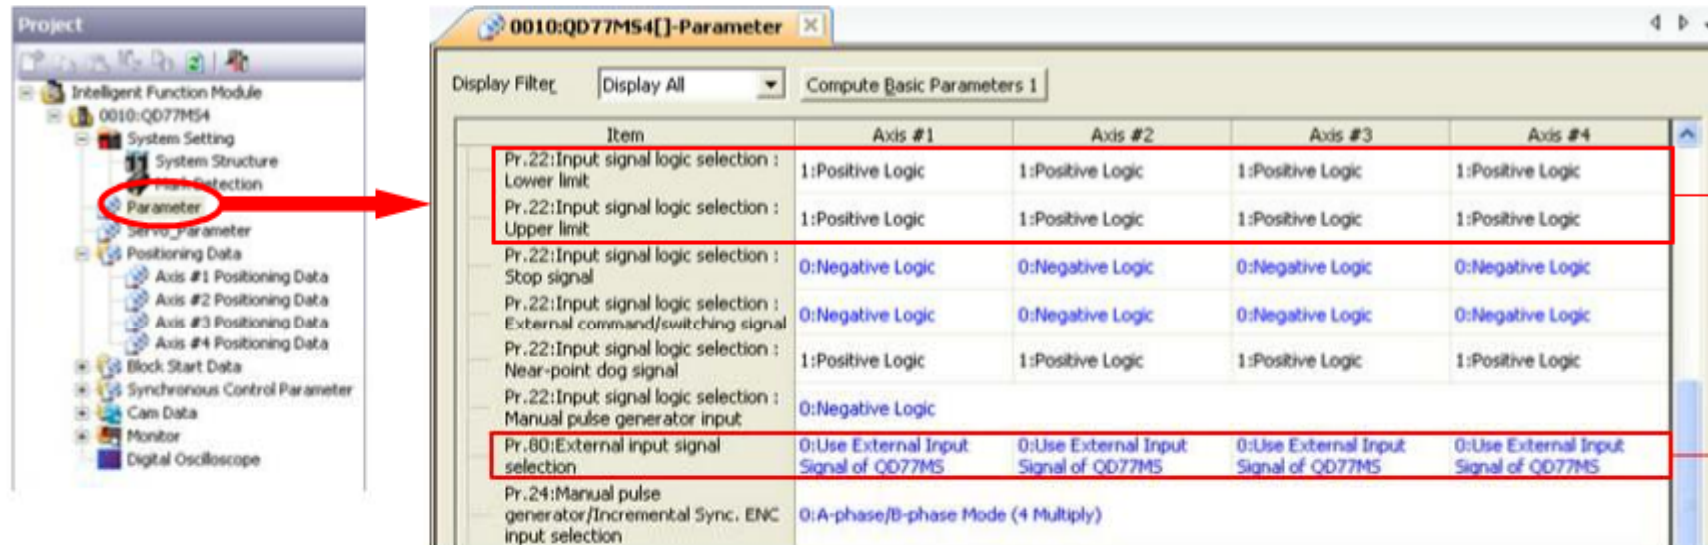 Project
Intelligent Function Module
0010:QD77MS4
System Setting
System Structure
Mark Detection
Parameter
Servo_Parameter
Positioning Data
Axis #1 Positioning Data
Axis #2 Positioning Data
Axis #3 Positioning Data
Axis #4 Positioning Data
Block Start Data
Synchronous Control Parameter
Cam Data
Monitor
Digital Oscilloscope
0010:QD77MS4[]-Parameter
Display Filter Display All Compute Basic Parameters 1
Item Axis #1 Axis #2 Axis #3 Axis #4
Pr.22:Input signal logic selection :
Lower limit
1:Positive Logic 1:Positive Logic 1:Positive Logic 1:Positive Logic
Pr.22:Input signal logic selection :
Upper limit
1:Positive Logic 1:Positive Logic 1:Positive Logic 1:Positive Logic
Pr.22:Input signal logic selection :
Stop signal
0:Negative Logic 0:Negative Logic 0:Negative Logic 0:Negative Logic
Pr.22:Input signal logic selection :
External command/switching signal
0:Negative Logic 0:Negative Logic 0:Negative Logic 0:Negative Logic
Pr.22:Input signal logic selection :
Near-point dog signal
1:Positive Logic 1:Positive Logic 1:Positive Logic 1:Positive Logic
Pr.22:Input signal logic selection :
Manual pulse generator input
0:Negative Logic
Pr.80:External input signal 0:Use External Input 0:Use External Input 0:Use External Input 0:Use External Input
selection Signal of QD77MS Signal of QD77MS Signal of QD77MS Signal of QD77MS
Pr.24:Manual pulse
generator/Incremental Sync. ENC 0:A-phase/B-phase Mode (4 Multiply)
input selection